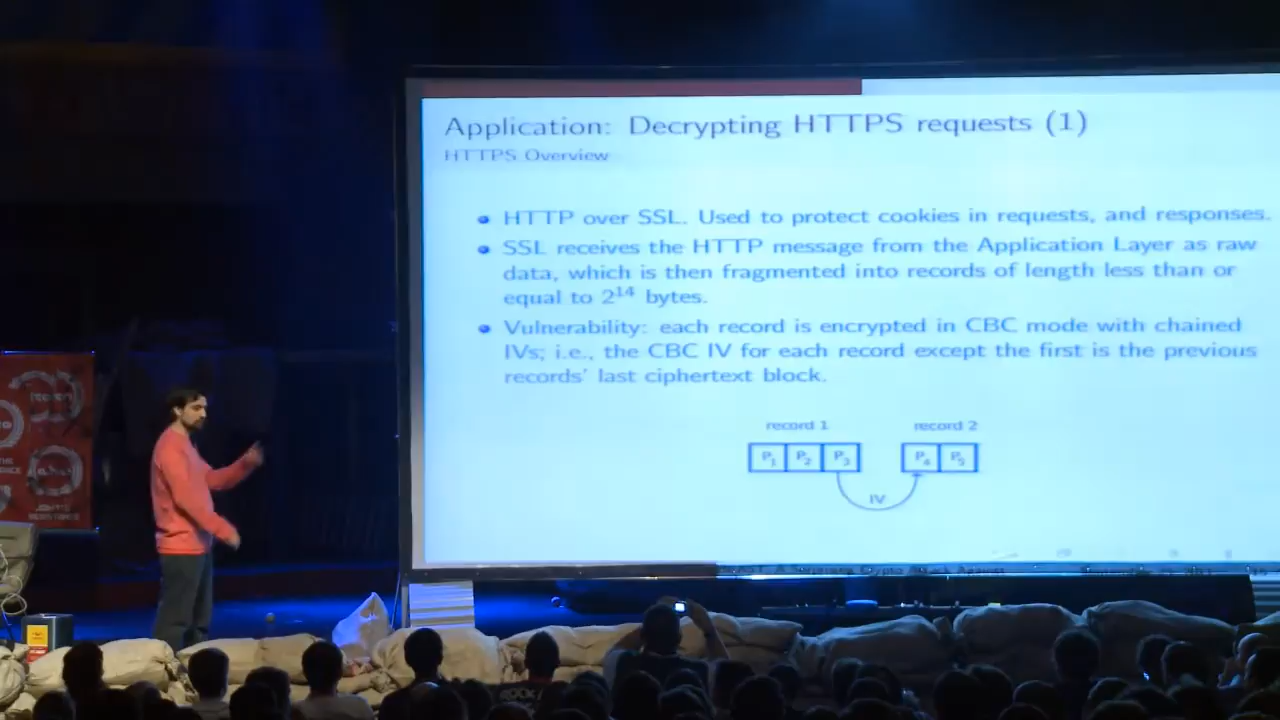 Application: Decrypting HTTPS requests (1)
HTTPS Overview
HTTP over SSL. Used to protect cookies in requests, and responses.
SSL receives the HTTP message from the Application Layer as raw
data, which is then fragmented into records of length less than or
equal to 2¹⁴ bytes.
Vulnerability: each record is encrypted in CBC mode with chained
IVs; i.e., the CBC IV for each record except the first is the previous
records' last ciphertext block.
record 1 record 2
P₁ P₂ P₃ P₄ P₅
IV
Crypto Against